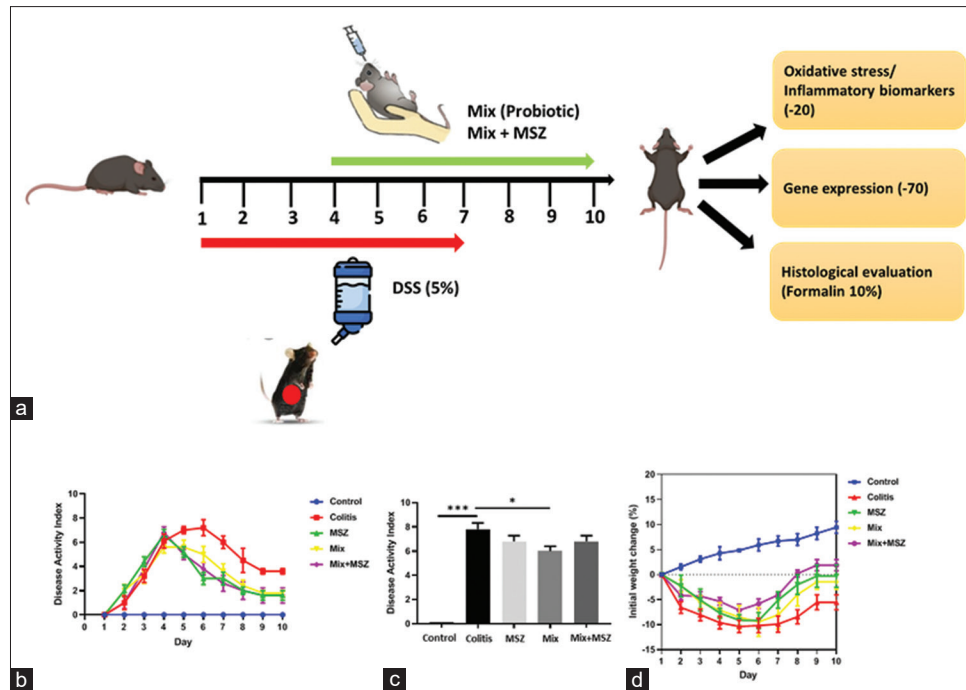 Mix (Probiotic)
Mix + MSZ
1 2 3 4 5 6 7 8 9 10
DSS (5%)
Oxidative stress/
Inflammatory biomarkers
(-20)
Gene expression (-70)
Histological evaluation
(Formalin 10%)
a
Disease Activity Index
10
8
6
4
2
0
0 1 2 3 4 5 6 7 8 9 10
Day
Control
Colitis
MSZ
Mix
Mix+MSZ
b
Disease Activity Index
10
8
6
4
2
0
***
*
Control Colitis MSZ Mix Mix+MSZ
c
Initial weight change (%)
20
15
10
5
0
-5
-10
-15
1 2 3 4 5 6 7 8 9 10
Day
Control
Colitis
MSZ
Mix
Mix+MSZ
d